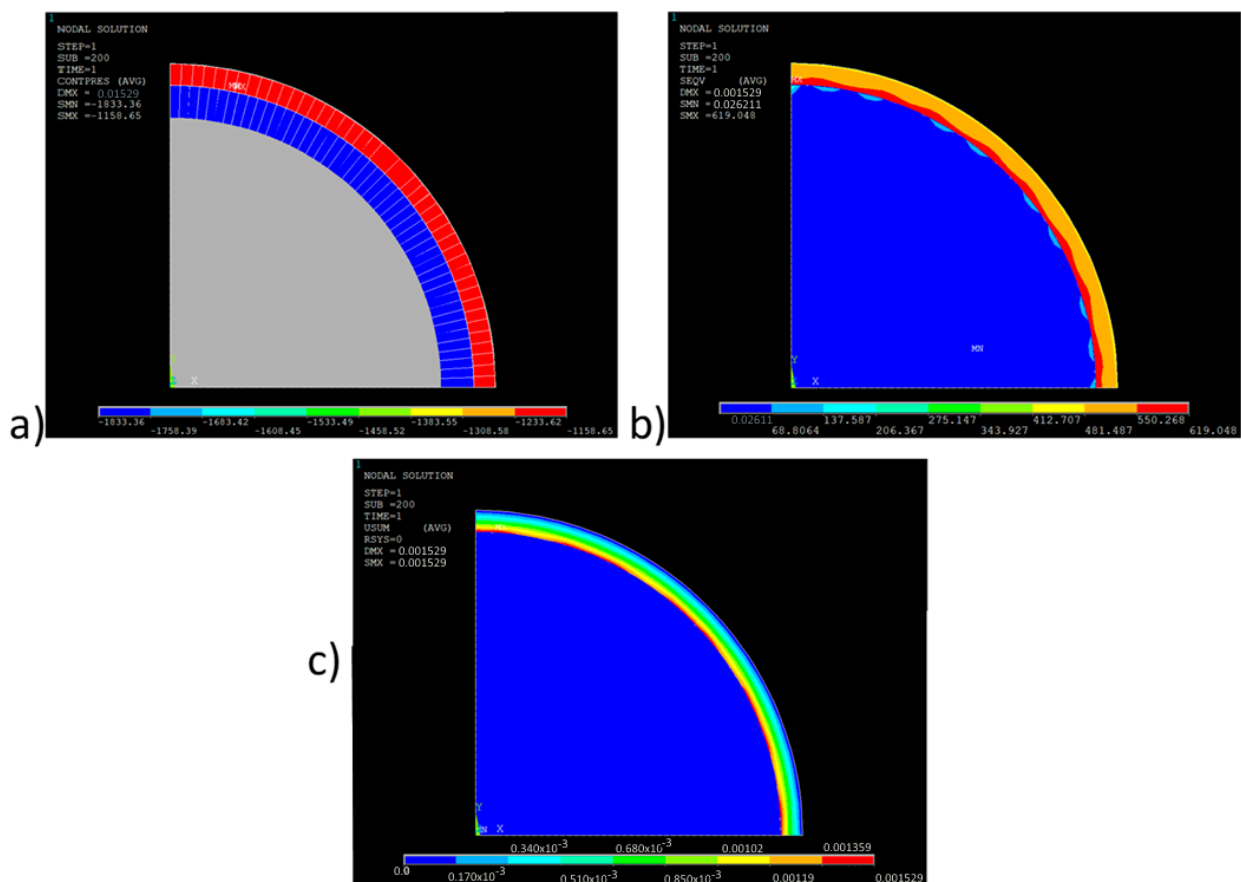 1
NODAL SOLUTION
STEP=1
SUB =200
TIME=1
CONTPRES (AVG)
DMX = 0.01529
SMN =-1833.36
SMX =-1158.65
MX
Y
Z X
-1833.36 -1683.42 -1533.49 -1383.55 -1233.62
-1758.39 -1608.45 -1458.52 -1308.58 -1158.65
a)
1
NODAL SOLUTION
STEP=1
SUB =200
TIME=1
SEQV (AVG)
DMX =0.001529
SMN =0.026211
SMX =619.048
MX
MN
Y
X
0.02611 137.587 275.147 412.707 550.268
68.8064 206.367 343.927 481.487 619.048
b)
1
NODAL SOLUTION
STEP=1
SUB =200
TIME=1
USUM (AVG)
RSYS=0
DMX =0.001529
SMX =0.001529
MX
Y
MN X
0.340x10-3 0.680x10-3 0.00102 0.001359
0.0 0.170x10-3 0.510x10-3 0.850x10-3 0.00119 0.001529
c)